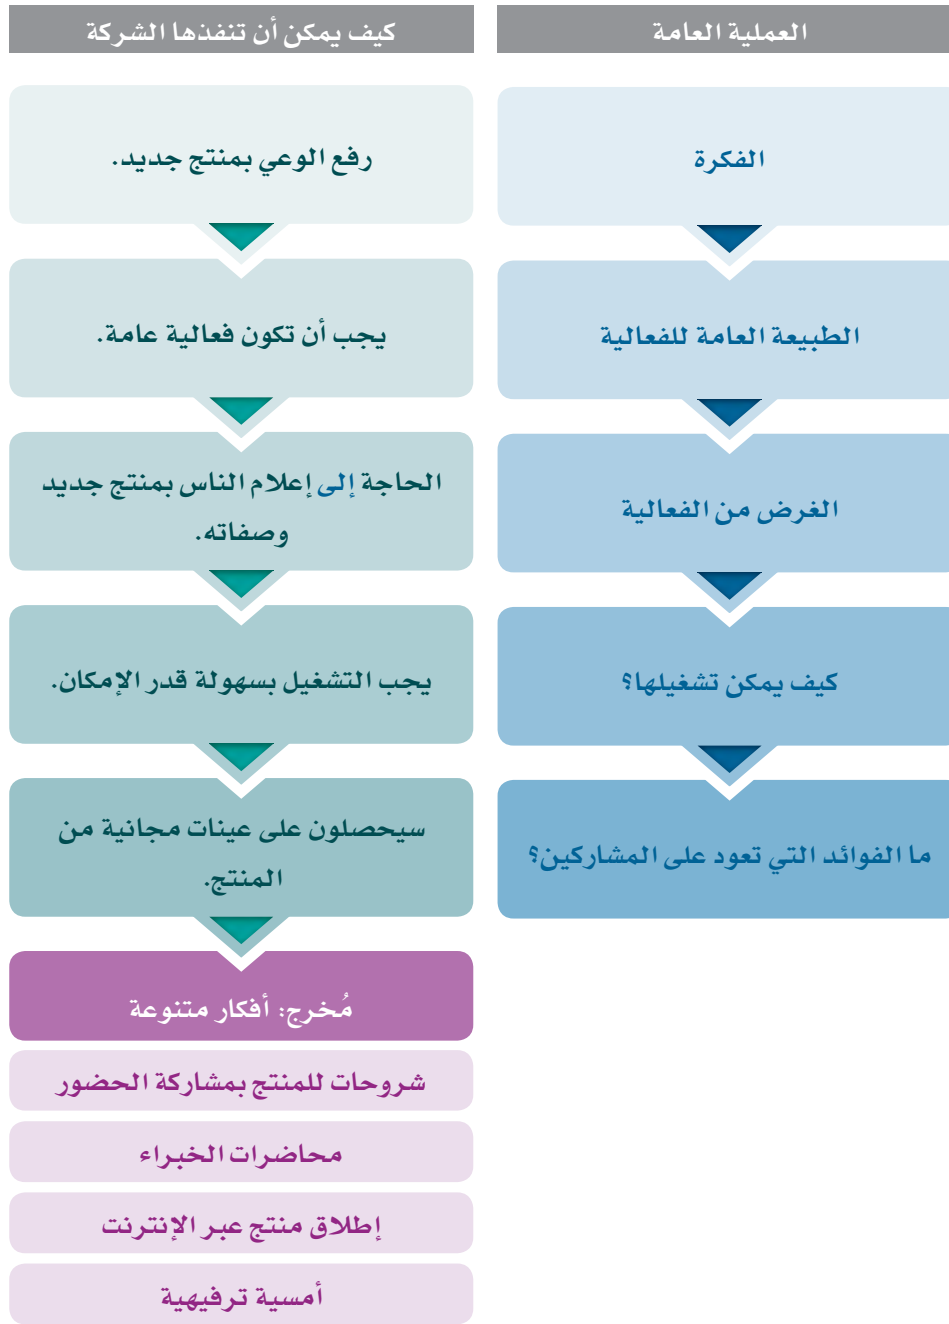 العملية العامة
الفكرة
الطبيعة العامة للفعالية
الغرض من الفعالية
كيف يمكن تشغيلها؟
ما الفوائد التي تعود على المشاركين؟
كيف يمكن أن تنفذها الشركة
رفع الوعي بمنتج جديد.
يجب أن تكون فعالية عامة.
الحاجة إلى إعلام الناس بمنتج جديد
وصفاته.
يجب التشغيل بسهولة قدر الإمكان.
سيحصلون على عينات مجانية من
المنتج.
مُخرج: أفكار متنوعة
شروحات للمنتج بمشاركة الحضور
محاضرات الخبراء
إطلاق منتج عبر الإنترنت
أمسية ترفيهية